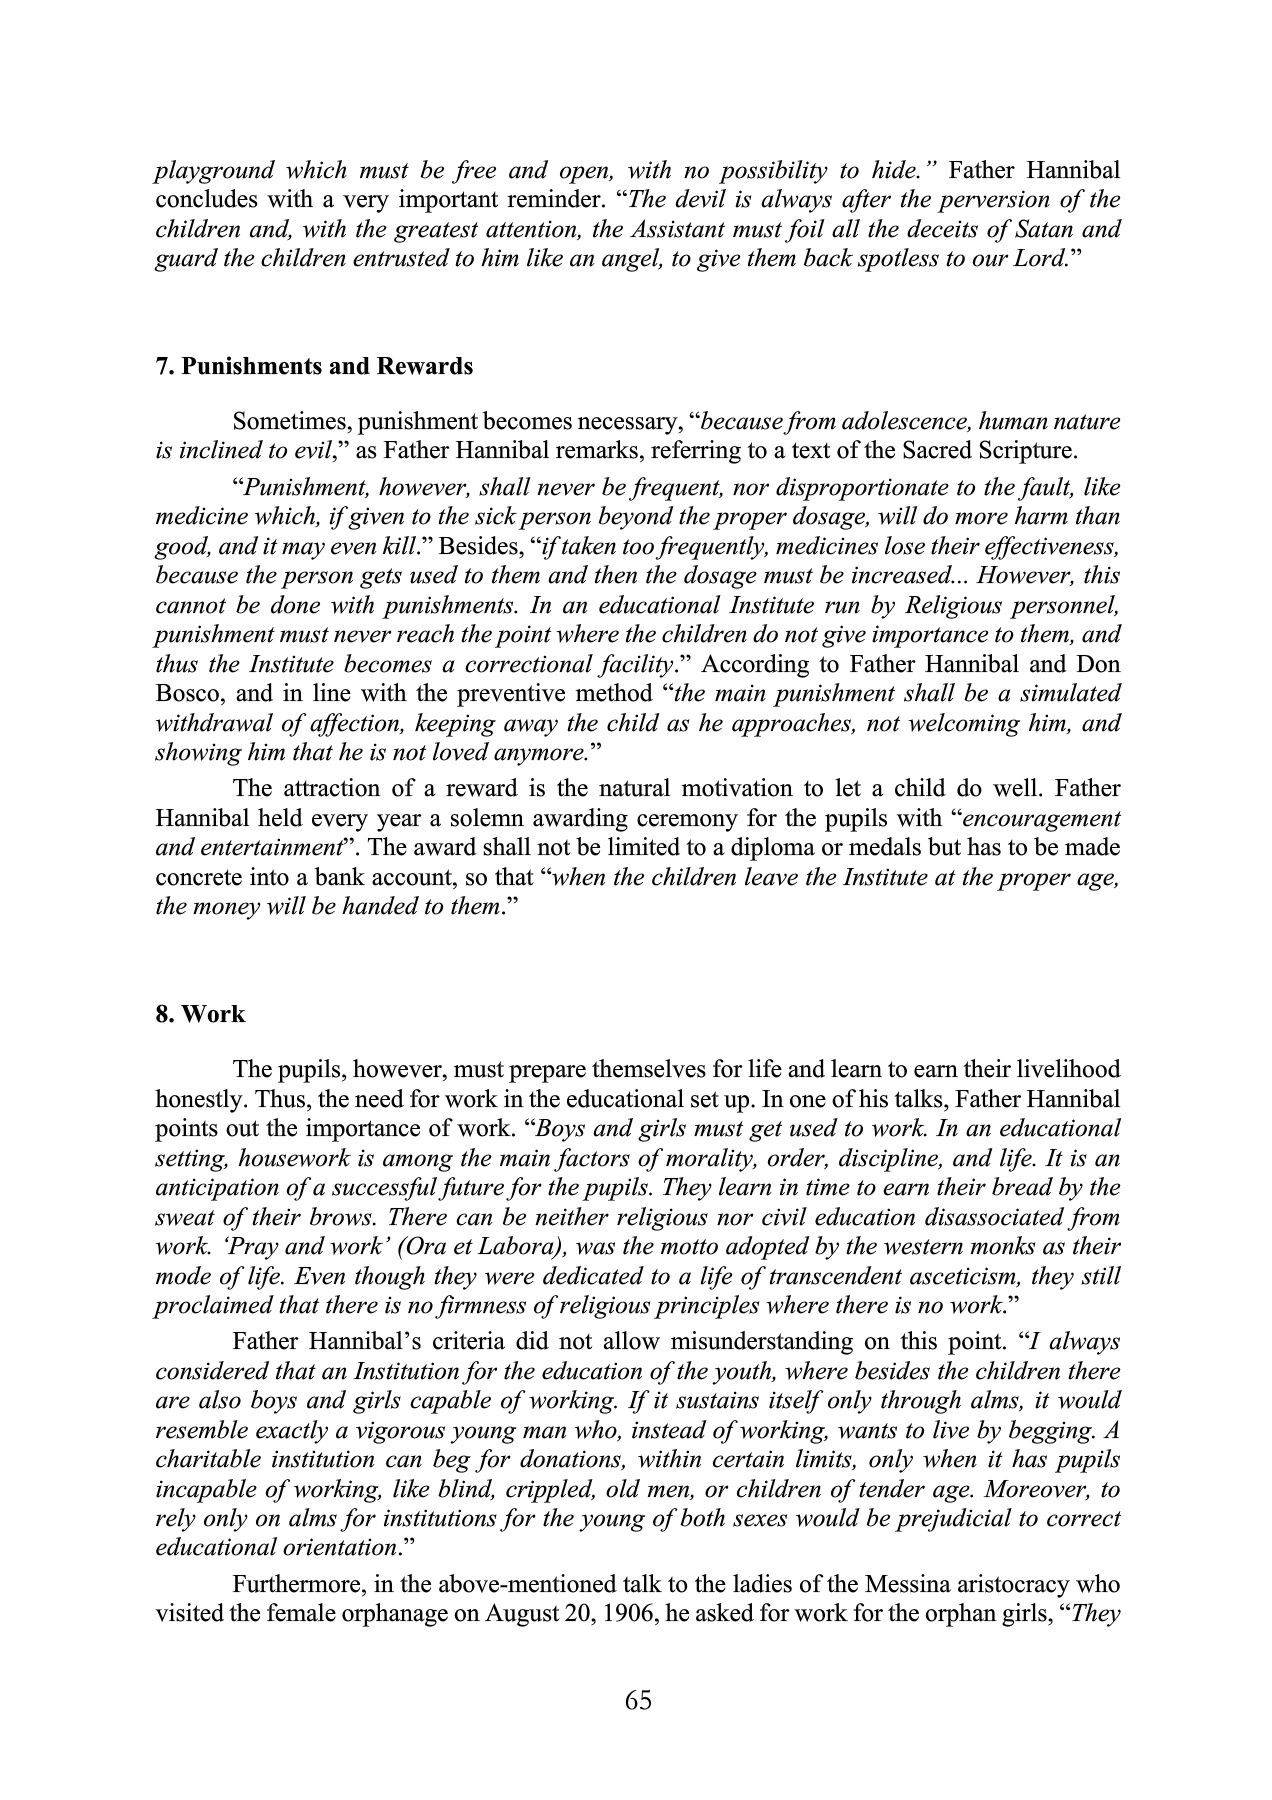 playground which must be free and open, with no possibility to hide.” Father Hannibal
concludes with a very important reminder. “The devil is always after the perversion of the
children and, with the greatest attention, the Assistant must foil all the deceits of Satan and
guard the children entrusted to him like an angel, to give them back spotless to our Lord.”
7. Punishments and Rewards
Sometimes, punishment becomes necessary, “because from adolescence, human nature
is inclined to evil,” as Father Hannibal remarks, referring to a text of the Sacred Scripture.
“Punishment, however, shall never be frequent, nor disproportionate to the fault, like
medicine which, if given to the sick person beyond the proper dosage, will do more harm than
good, and it may even kill.” Besides, “if taken too frequently, medicines lose their effectiveness,
because the person gets used to them and then the dosage must be increased... However, this
cannot be done with punishments. In an educational Institute run by Religious personnel,
punishment must never reach the point where the children do not give importance to them, and
thus the Institute becomes a correctional facility.” According to Father Hannibal and Don
Bosco, and in line with the preventive method “the main punishment shall be a simulated
withdrawal of affection, keeping away the child as he approaches, not welcoming him, and
showing him that he is not loved anymore.”
The attraction of a reward is the natural motivation to let a child do well. Father
Hannibal held every year a solemn awarding ceremony for the pupils with “encouragement
and entertainment”. The award shall not be limited to a diploma or medals but has to be made
concrete into a bank account, so that “when the children leave the Institute at the proper age,
the money will be handed to them.”
8. Work
The pupils, however, must prepare themselves for life and learn to earn their livelihood
honestly. Thus, the need for work in the educational set up. In one of his talks, Father Hannibal
points out the importance of work. “Boys and girls must get used to work. In an educational
setting, housework is among the main factors of morality, order, discipline, and life. It is an
anticipation of a successful future for the pupils. They learn in time to earn their bread by the
sweat of their brows. There can be neither religious nor civil education disassociated from
work. ‘Pray and work’ (Ora et Labora), was the motto adopted by the western monks as their
mode of life. Even though they were dedicated to a life of transcendent asceticism, they still
proclaimed that there is no firmness of religious principles where there is no work.”
Father Hannibal’s criteria did not allow misunderstanding on this point. “I always
considered that an Institution for the education of the youth, where besides the children there
are also boys and girls capable of working. If it sustains itself only through alms, it would
resemble exactly a vigorous young man who, instead of working, wants to live by begging. A
charitable institution can beg for donations, within certain limits, only when it has pupils
incapable of working, like blind, crippled, old men, or children of tender age. Moreover, to
rely only on alms for institutions for the young of both sexes would be prejudicial to correct
educational orientation.”
Furthermore, in the above-mentioned talk to the ladies of the Messina aristocracy who
visited the female orphanage on August 20, 1906, he asked for work for the orphan girls, “They
65